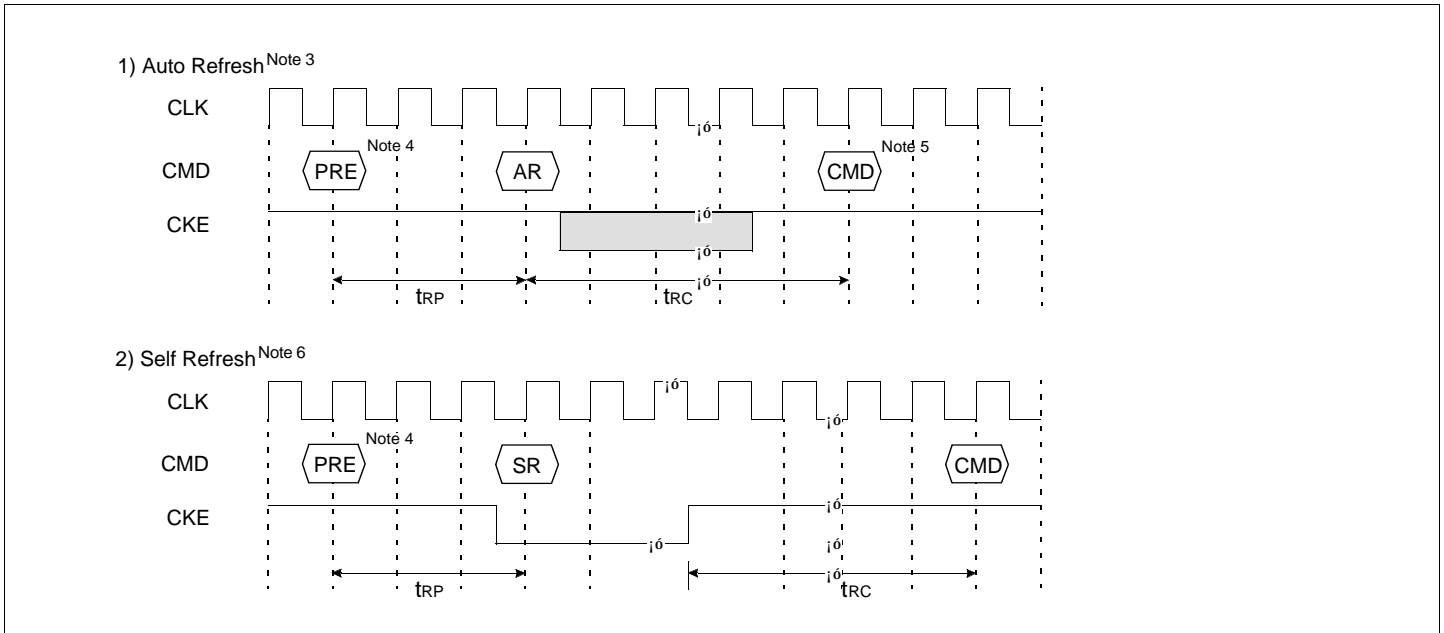 1) Auto Refresh Note 3
CLK
¡ó
CMD PRE Note 4 AR CMD Note 5
CKE ¡ó
¡ó
¡ó
tRP tRC
2) Self Refresh Note 6
CLK ¡ó
¡ó
CMD PRE Note 4 SR CMD
CKE ¡ó
¡ó ¡ó
¡ó
tRP tRC